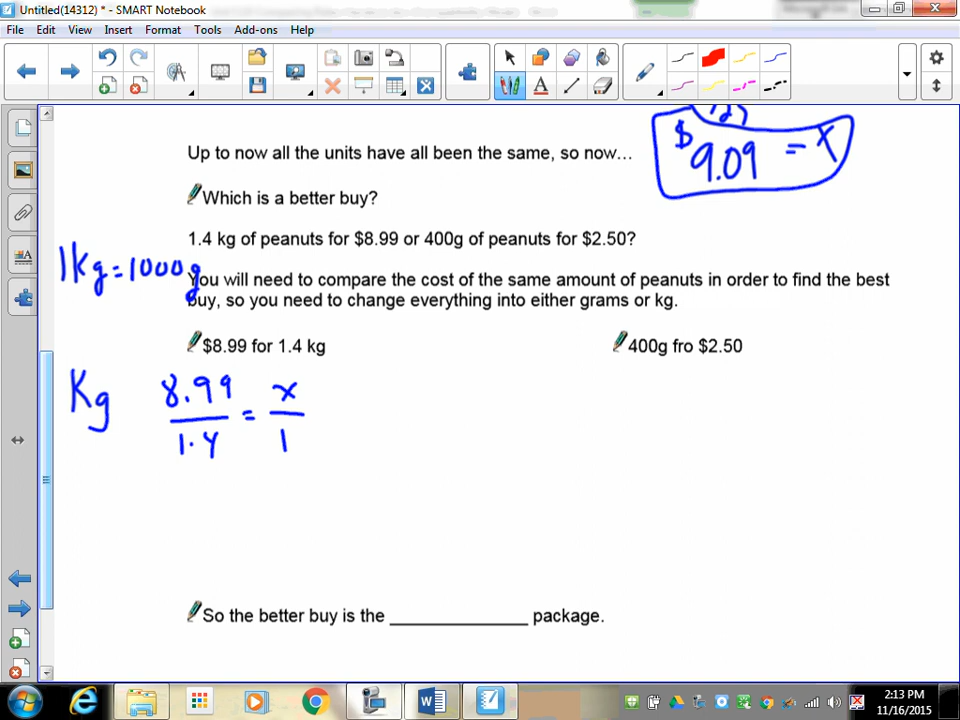 Untitled(14312) * - SMART Notebook
File Edit View Insert Format Tools Add-ons Help
$
9.09 = x
Up to now all the units have all been the same, so now…
Which is a better buy?
1.4 kg of peanuts for $8.99 or 400g of peanuts for $2.50?
1kg=1000g
You will need to compare the cost of the same amount of peanuts in order to find the best
buy, so you need to change everything into either grams or kg.
$8.99 for 1.4 kg
400g fro $2.50
Kg 8.99 = x
1.4 1
So the better buy is the _______________ package.
2:13 PM
11/16/2015